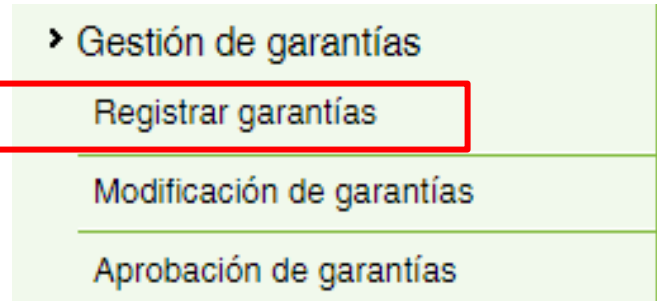 Gestión de garantías
Registrar garantías
Modificación de garantías
Aprobación de garantías